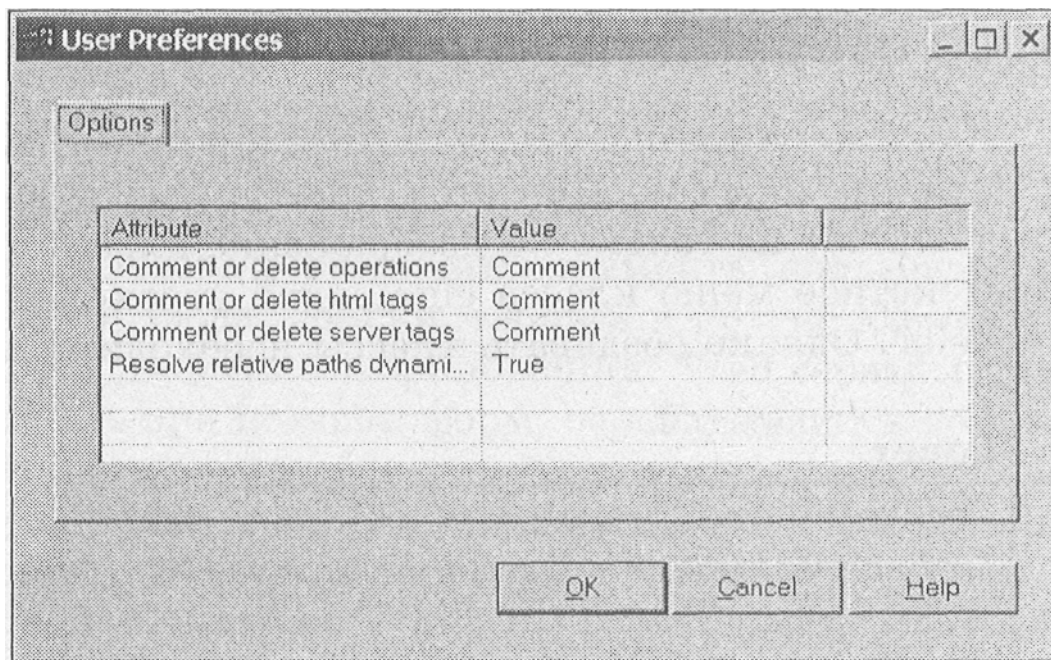 User Preferences
Options
Attribute Value
Comment or delete operations Comment
Comment or delete html tags Comment
Comment or delete server tags Comment
Resolve relative paths dynami... True
OK Cancel Help